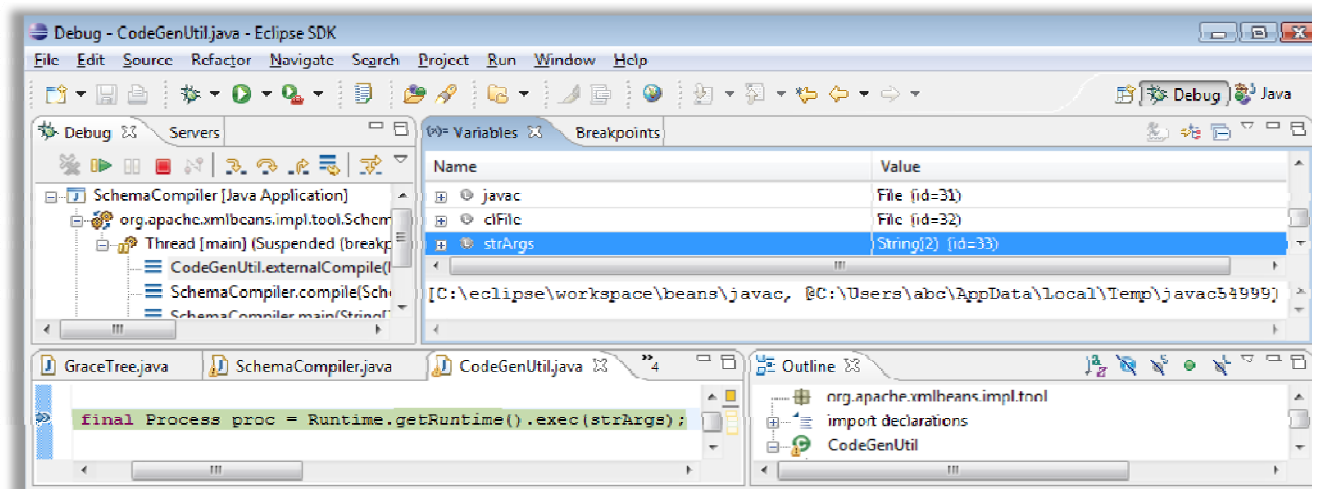 Debug - CodeGenUtil.java - Eclipse SDK
File Edit Source Refactor Navigate Search Project Run Window Help
Debug Java
Debug Servers
SchemaCompiler [Java Application]
org.apache.xmlbeans.impl.tool.Schem
Thread [main] (Suspended (breakp
CodeGenUtil.externalCompile(
SchemaCompiler.compile(Sch
SchemaCompiler.main(String[
(x)= Variables Breakpoints
Name Value
javac File (id=31)
clFile File (id=32)
strArgs String[2] (id=33)
[C:\eclipse\workspace\beans\javac, @C:\Users\abc\AppData\Local\Temp\javac54999]
GraceTree.java SchemaCompiler.java CodeGenUtil.java »4
final Process proc = Runtime.getRuntime().exec(strArgs);
Outline
org.apache.xmlbeans.impl.tool
import declarations
CodeGenUtil